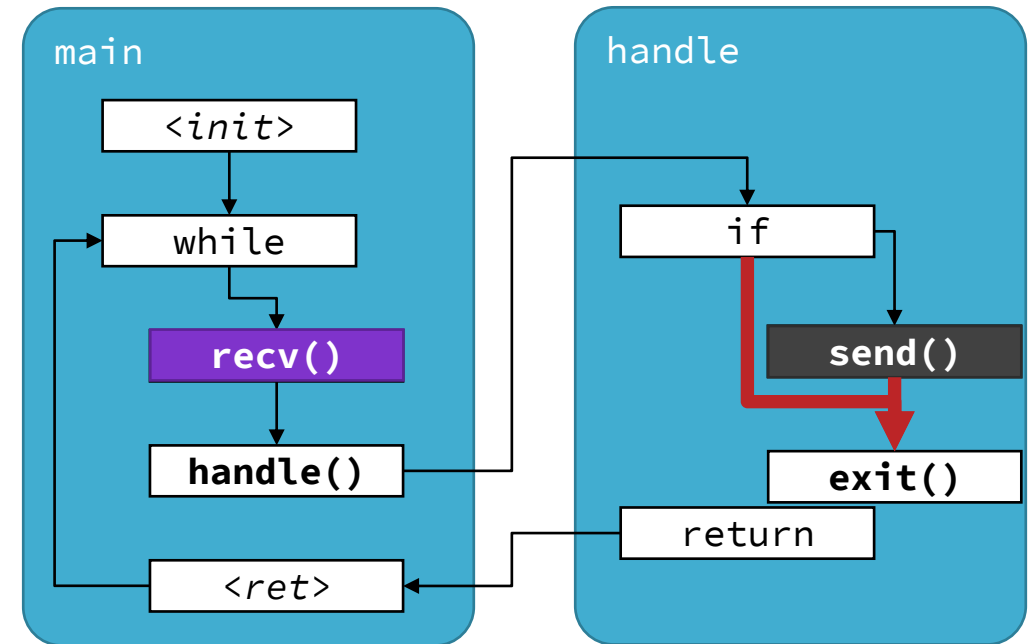 main
<init>
while
recv()
handle()
<ret>
handle
if
send()
exit()
return